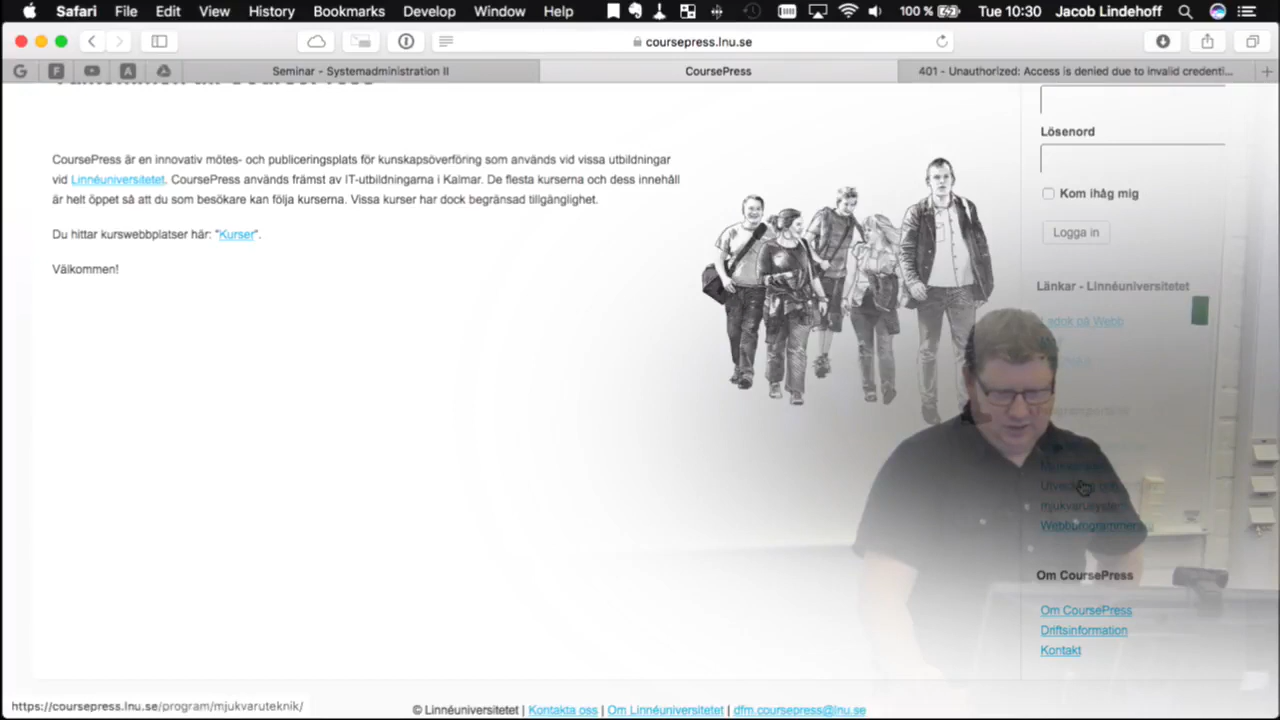 Safari File Edit View History Bookmarks Develop Window Help 100 % Tue 10:30 Jacob Lindehoff
coursepress.lnu.se
Seminar - Systemadministration II
CoursePress
401 - Unauthorized: Access is denied due to invalid credenti...
CoursePress är en innovativ mötes- och publiceringsplats för kunskapsöverföring som används vid vissa utbildningar
vid Linnéuniversitetet. CoursePress används främst av IT-utbildningarna i Kalmar. De flesta kurserna och dess innehåll
är helt öppet så att du som besökare kan följa kurserna. Vissa kurser har dock begränsad tillgänglighet.
Du hittar kurswebbplatser här: "Kurser".
Välkommen!
Lösenord
Kom ihåg mig
Logga in
Länkar - Linnéuniversitetet
Ladok på Webb
Webbprogrammera
Om CoursePress
Om CoursePress
Driftsinformation
Kontakt
https://coursepress.lnu.se/program/mjukvaruteknik/
© Linnéuniversitetet | Kontakta oss | Om Linnéuniversitetet | dfm.coursepress@lnu.se